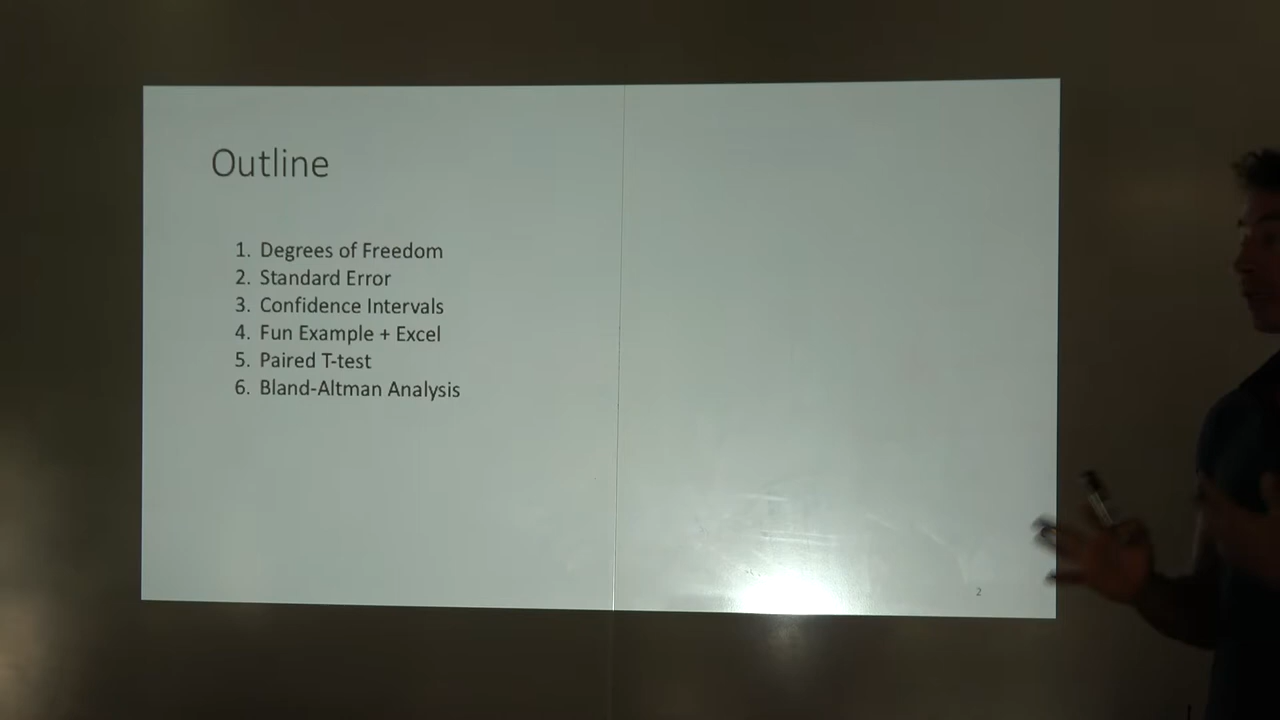 Outline
1. Degrees of Freedom
2. Standard Error
3. Confidence Intervals
4. Fun Example + Excel
5. Paired T-test
6. Bland-Altman Analysis
2